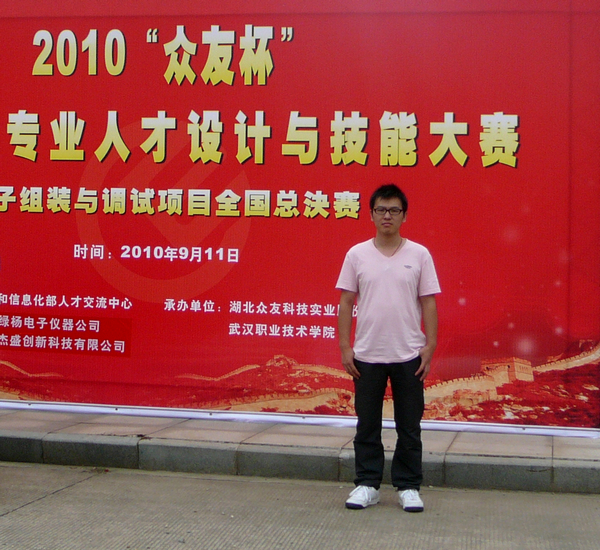 2010“众友杯”
专业人才设计与技能大赛
子组装与调试项目全国总决赛
时间：2010年9月11日
和信息化部人才交流中心
绿杨电子仪器公司
杰盛创新科技有限公司
承办单位：湖北众友科技实业
武汉职业技术学院